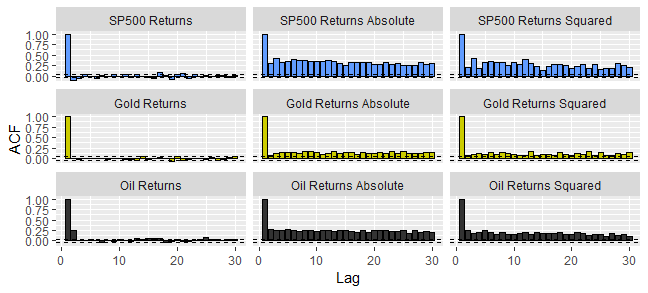 SP500 Returns SP500 Returns Absolute SP500 Returns Squared
1.00
0.75
0.50
0.25
0.00
Gold Returns Gold Returns Absolute Gold Returns Squared
1.00
0.75
0.50
0.25
0.00
Oil Returns Oil Returns Absolute Oil Returns Squared
1.00
0.75
0.50
0.25
0.00
ACF
0 10 20 30 0 10 20 30 0 10 20 30
Lag